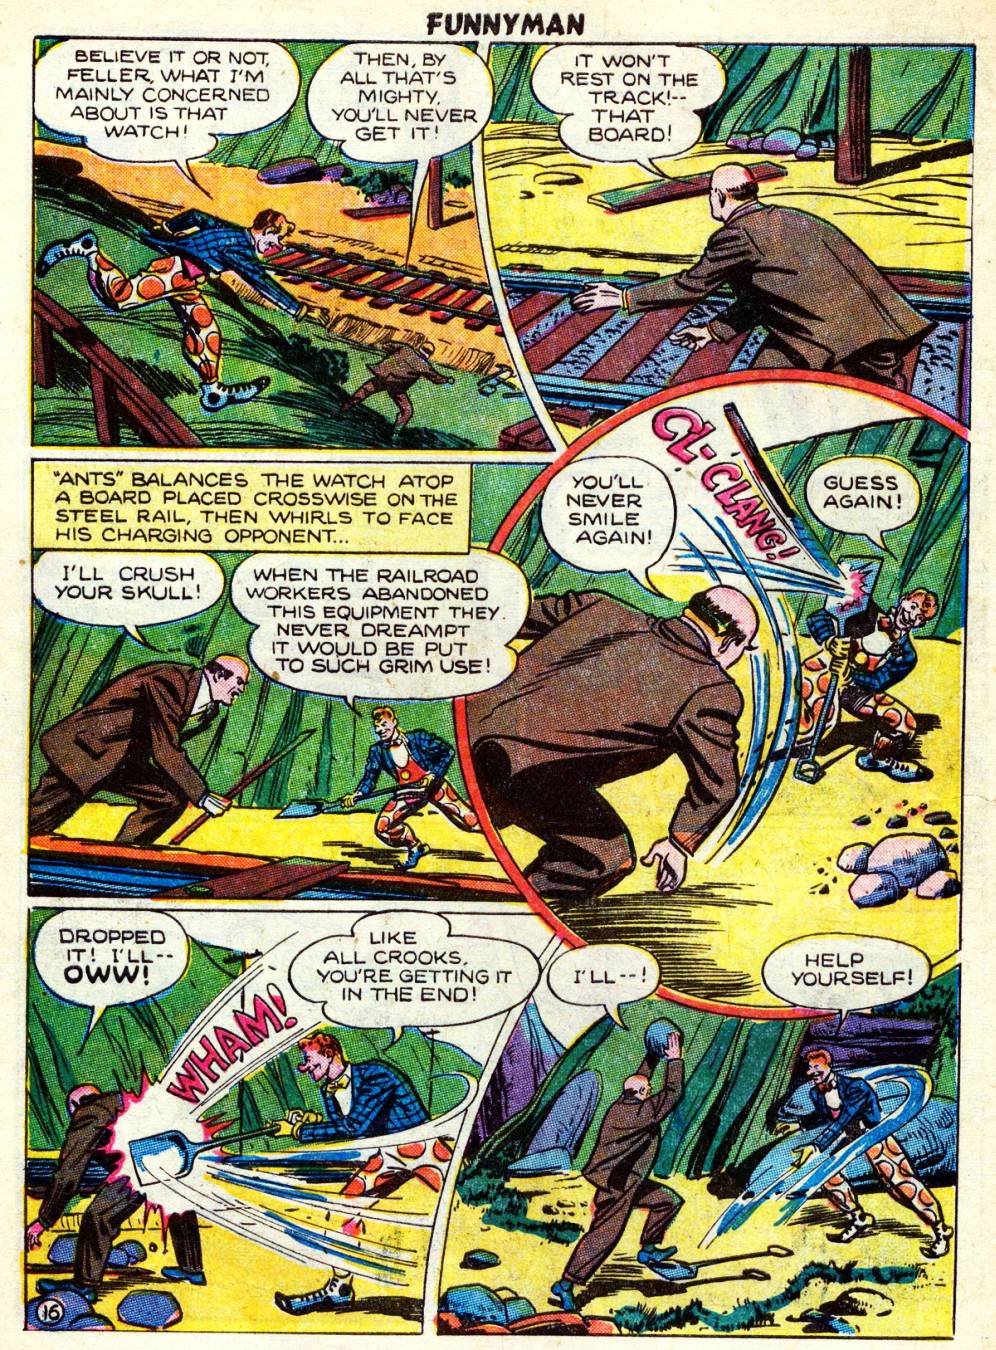 FUNNYMAN
BELIEVE IT OR NOT,
FELLER, WHAT I'M
MAINLY CONCERNED
ABOUT IS THAT
WATCH!
THEN, BY
ALL THAT'S
MIGHTY,
YOU'LL NEVER
GET IT!
IT WON'T
REST ON THE
TRACK!--
THAT
BOARD!
"ANTS" BALANCES THE WATCH ATOP
A BOARD PLACED CROSSWISE ON THE
STEEL RAIL, THEN WHIRLS TO FACE
HIS CHARGING OPPONENT...
I'LL CRUSH
YOUR SKULL!
WHEN THE RAILROAD
WORKERS ABANDONED
THIS EQUIPMENT THEY
NEVER DREAMPT
IT WOULD BE PUT
TO SUCH GRIM USE!
YOU'LL
NEVER
SMILE
AGAIN!
CL-CLANG!
GUESS
AGAIN!
DROPPED
IT! I'LL--
OWW!
WHAM!
LIKE
ALL CROOKS,
YOU'RE GETTING IT
IN THE END!
I'LL--!
HELP
YOURSELF!
16